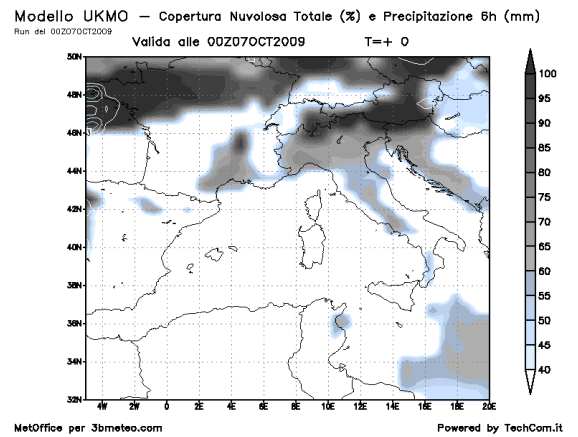 Modello UKMO – Copertura Nuvolosa Totale (%) e Precipitazione 6h (mm)
Run del 00Z07OCT2009
Valida alle 00Z07OCT2009 T=+ 0
50N
48N
46N
44N
42N
40N
38N
36N
34N
32N
4W 2W 0 2E 4E 6E 8E 10E 12E 14E 16E 18E 20E
100
95
90
85
80
75
70
65
60
55
50
45
40
MetOffice per 3bmeteo.com
Powered by TechCom.it